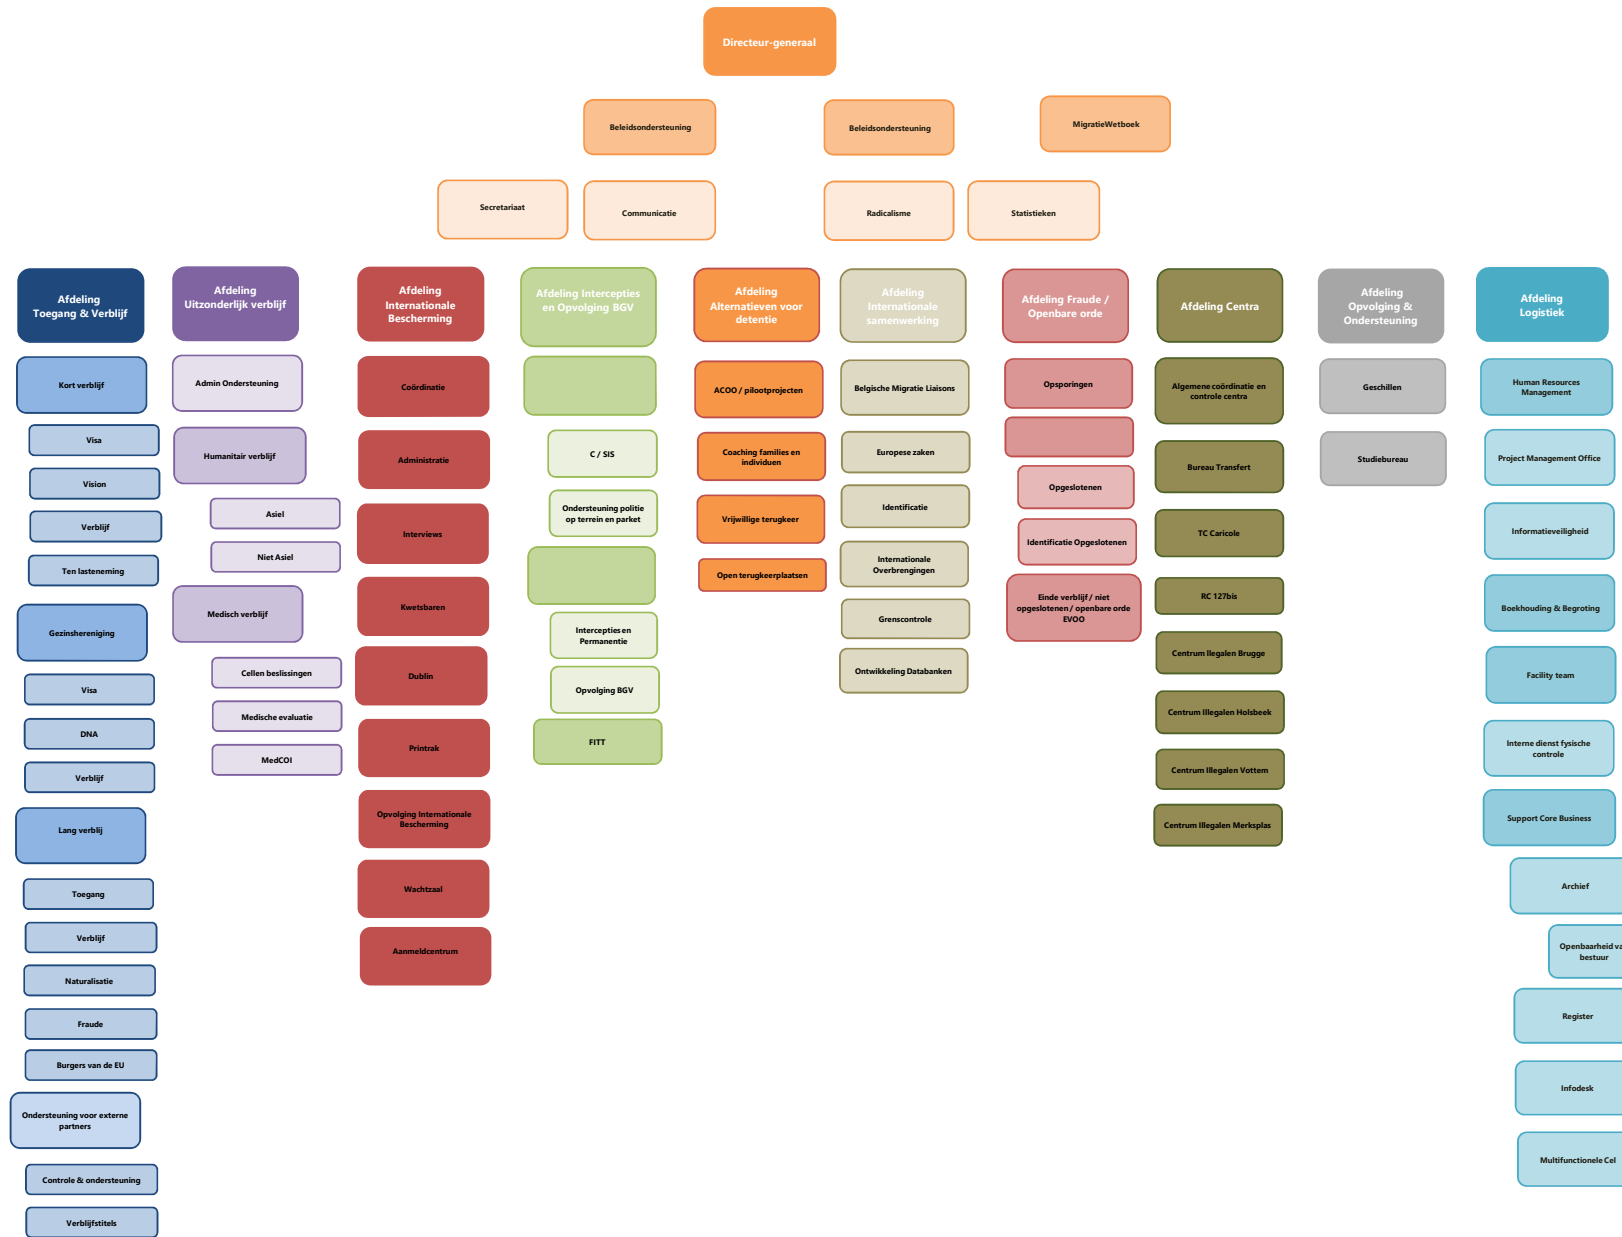 Directeur-generaal
Beleidsondersteuning
Beleidsondersteuning
MigratieWetboek
Secretariaat
Communicatie
Radicalisme
Statistieken
Afdeling
Toegang & Verblijf
Kort verblijf
Visa
Vision
Verblijf
Ten lasteneming
Gezinshereniging
Visa
DNA
Verblijf
Lang verblij
Toegang
Verblijf
Naturalisatie
Fraude
Burgers van de EU
Ondersteuning voor externe
partners
Controle & ondersteuning
Verblijfstitels
Afdeling
Uitzonderlijk verblijf
Admin Ondersteuning
Humanitair verblijf
Asiel
Niet Asiel
Medisch verblijf
Cellen beslissingen
Medische evaluatie
MedCOI
Afdeling
Internationale
Bescherming
Coördinatie
Administratie
Interviews
Kwetsbaren
Dublin
Printrak
Opvolging Internationale
Bescherming
Wachtzaal
Aanmeldcentrum
Afdeling Intercepties
en Opvolging BGV
C / SIS
Ondersteuning politie
op terrein en parket
Intercepties en
Permanentie
Opvolging BGV
FITT
Afdeling
Alternatieven voor
detentie
ACOO / pilootprojecten
Coaching families en
individuen
Vrijwillige terugkeer
Open terugkeerplaatsen
Afdeling
Internationale
samenwerking
Belgische Migratie Liaisons
Europese zaken
Identificatie
Internationale
Overbrengingen
Grenscontrole
Ontwikkeling Databanken
Afdeling Fraude /
Openbare orde
Opsporingen
Opgeslotenen
Identificatie Opgeslotenen
Einde verblijf / niet
opgeslotenen / openbare orde
EVOO
Afdeling Centra
Algemene coördinatie en
controle centra
Bureau Transfert
TC Caricole
RC 127bis
Centrum Ilegalen Brugge
Centrum Illegalen Holsbeek
Centrum Illegalen Vottem
Centrum Illegalen Merksplas
Afdeling
Opvolging &
Ondersteuning
Geschillen
Studiebureau
Afdeling
Logistiek
Human Resources
Management
Project Management Office
Informatieveiligheid
Boekhouding & Begroting
Facility team
Interne dienst fysische
controle
Support Core Business
Archief
Openbaarheid va
bestuur
Register
Infodesk
Multifunctionele Cel